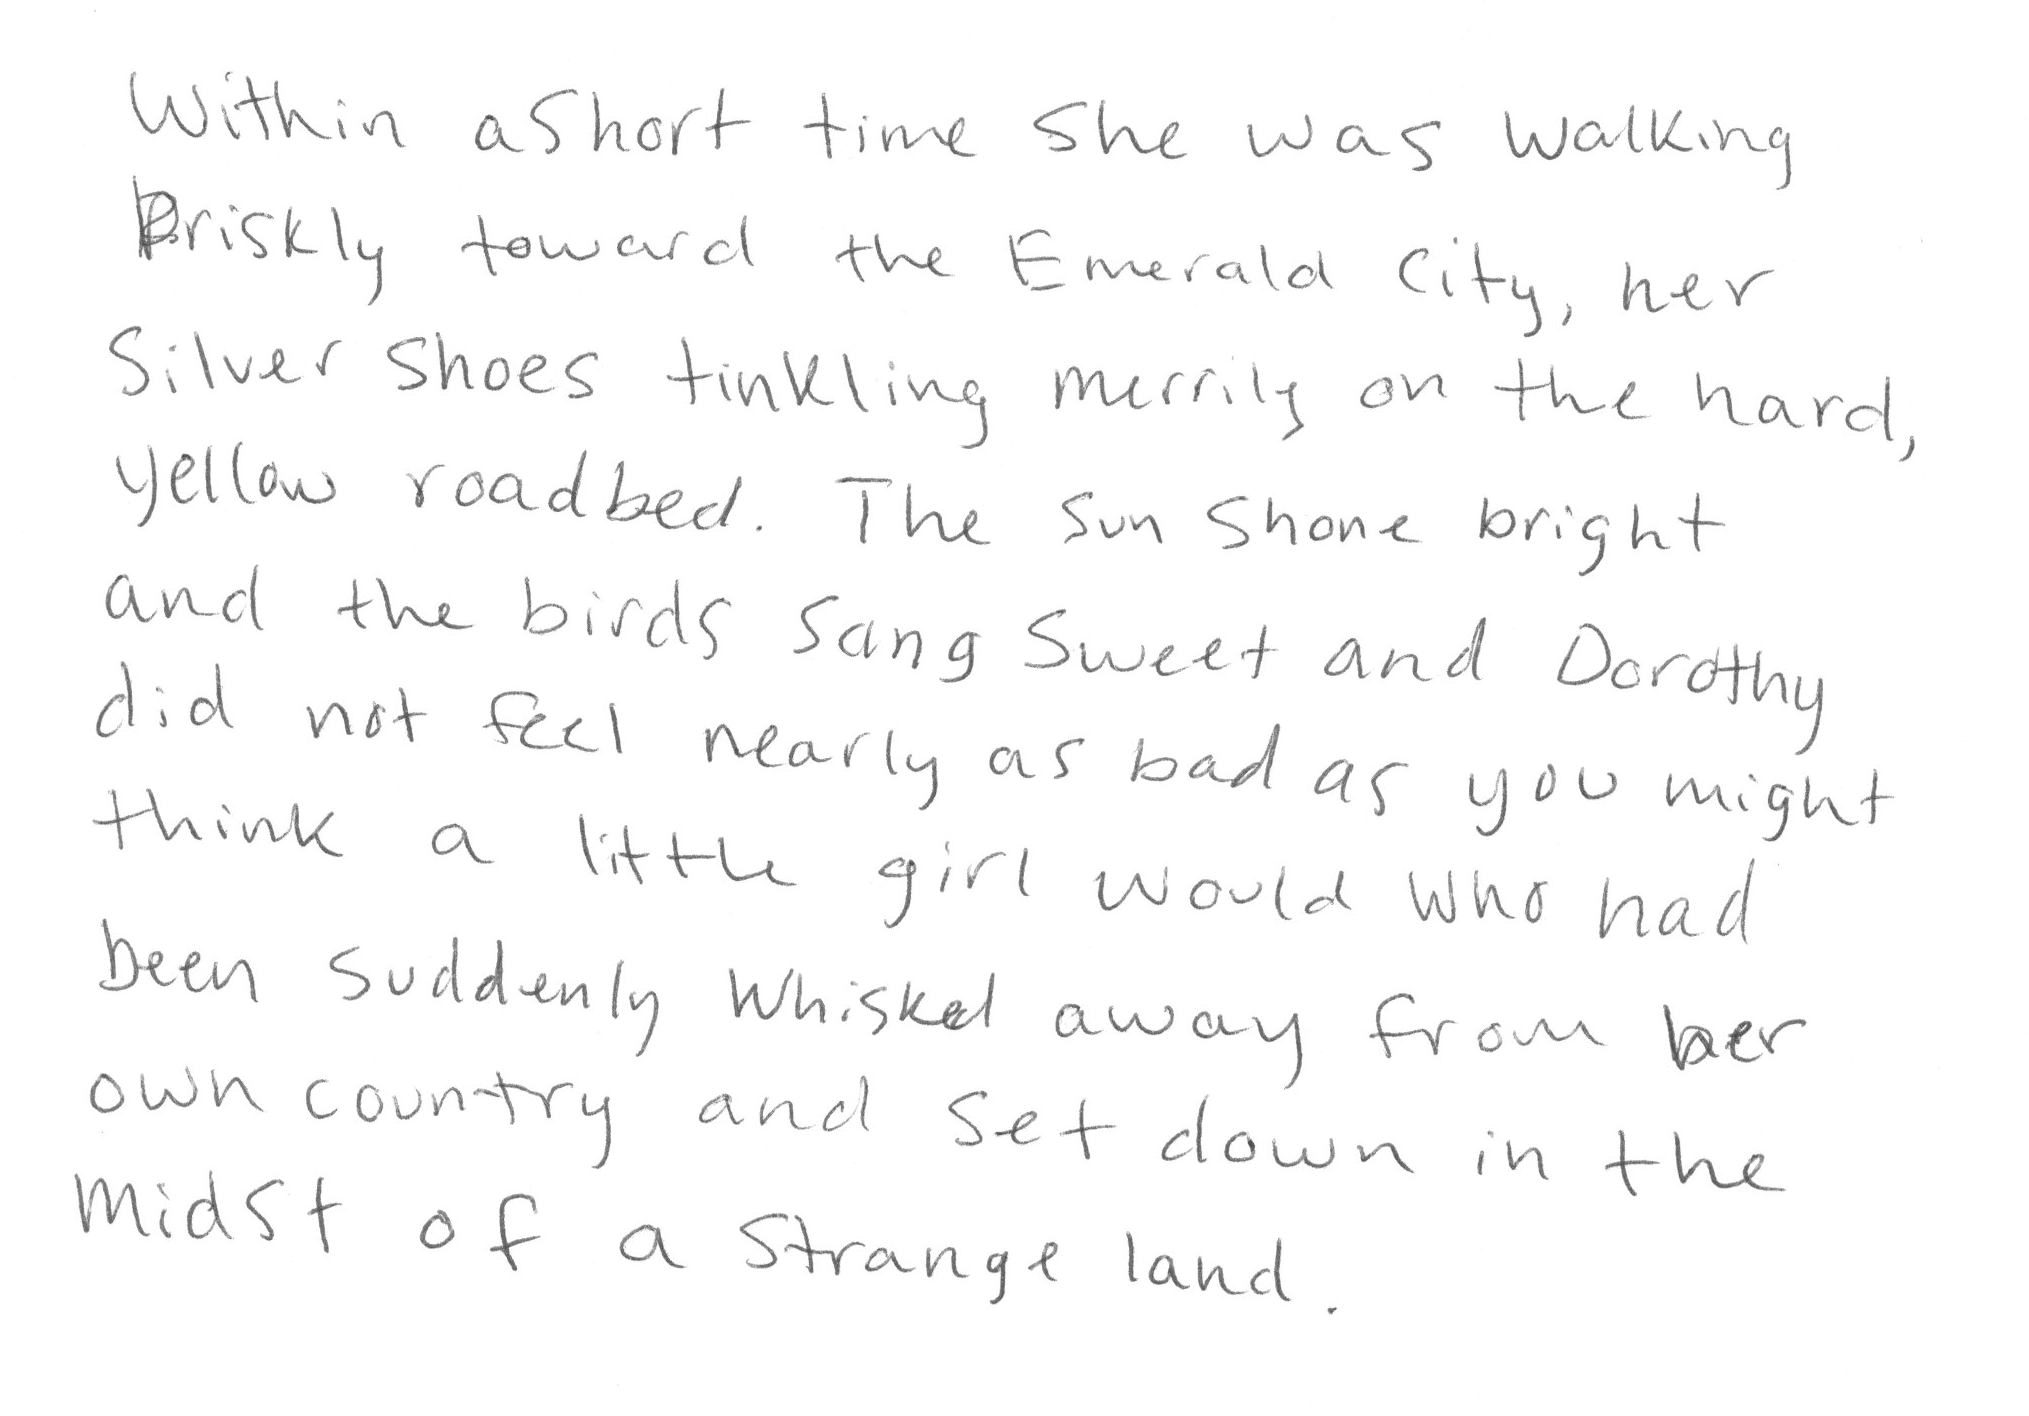 Within a short time she was walking
Briskly toward the Emerald City, her
Silver shoes tinkling merrily on the hard,
yellow roadbed. The sun shone bright
and the birds sang sweet and Dorothy
did not feel nearly as bad as you might
think a little girl would who had
been suddenly whisked away from her
own country and set down in the
midst of a strange land.